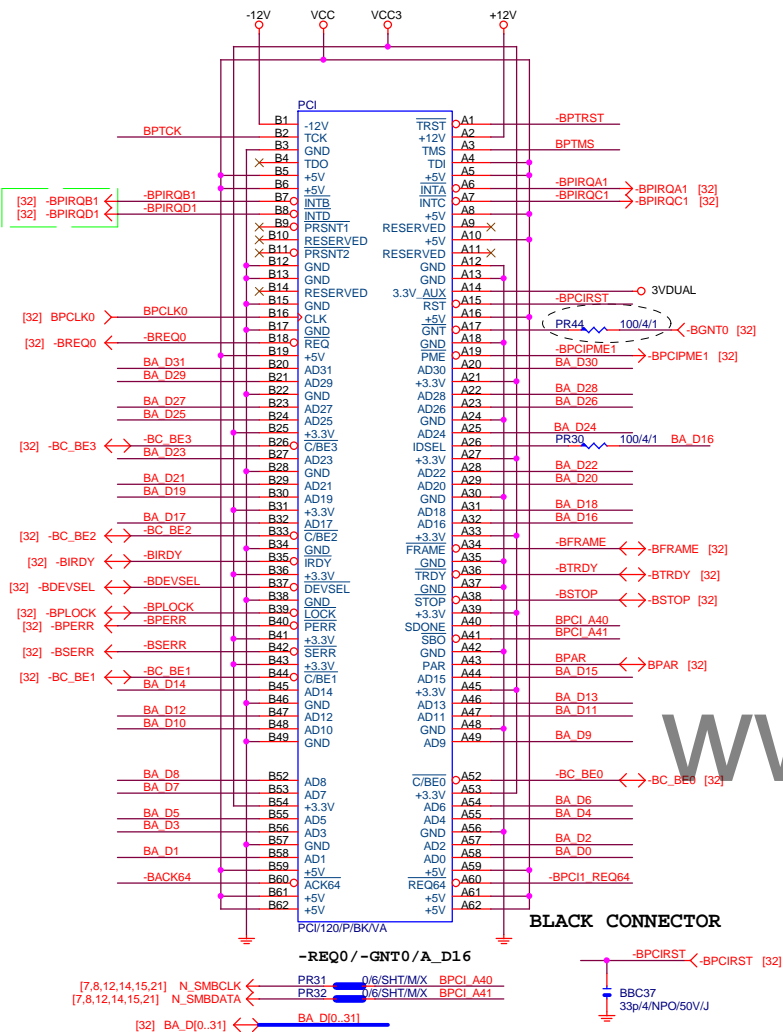 -12V VCC VCC3 +12V
PCI
B1 -12V TRST A1 -BPTRST
BPTCK B2 TCK +12V A2
B3 GND TMS A3 BPTMS
B4 TDO TDI A4
B5 +5V +5V A5
B6 +5V INTA A6 -BPIRQA1 -BPIRQA1 [32]
[32] -BPIRQB1 -BPIRQB1 B7 INTB INTC A7 -BPIRQC1 -BPIRQC1 [32]
[32] -BPIRQD1 -BPIRQD1 B8 INTD +5V A8
B9 PRSNT1 RESERVED A9
B10 RESERVED +5V A10
B11 PRSNT2 RESERVED A11
B12 GND GND A12
B13 GND GND A13
B14 RESERVED 3.3V_AUX A14 3VDUAL
B15 GND RST A15 -BPCIRST
[32] BPCLK0 BPCLK0 B16 CLK +5V A16
B17 GND GNT A17 PR44 100/4/1 -BGNT0 [32]
[32] -BREQ0 -BREQ0 B18 REQ GND A18
B19 +5V PME A19 -BPCIPME1 -BPCIPME1 [32]
BA_D31 B20 AD31 AD30 A20 BA_D30
BA_D29 B21 AD29 +3.3V A21
B22 GND AD28 A22 BA_D28
BA_D27 B23 AD27 AD26 A23 BA_D26
BA_D25 B24 AD25 GND A24
B25 +3.3V AD24 A25 BA_D24
[32] -BC_BE3 -BC_BE3 B26 C/BE3 IDSEL A26 PR30 100/4/1 BA_D16
BA_D23 B27 AD23 +3.3V A27
B28 GND AD22 A28 BA_D22
BA_D21 B29 AD21 AD20 A29 BA_D20
BA_D19 B30 AD19 GND A30
B31 +3.3V AD18 A31 BA_D18
BA_D17 B32 AD17 AD16 A32 BA_D16
[32] -BC_BE2 -BC_BE2 B33 C/BE2 +3.3V A33
B34 GND FRAME A34 -BFRAME -BFRAME [32]
[32] -BIRDY -BIRDY B35 IRDY GND A35
B36 +3.3V TRDY A36 -BTRDY -BTRDY [32]
[32] -BDEVSEL -BDEVSEL B37 DEVSEL GND A37
B38 GND STOP A38 -BSTOP -BSTOP [32]
[32] -BPLOCK -BPLOCK B39 LOCK +3.3V A39
[32] -BPERR -BPERR B40 PERR SDONE A40 BPCI_A40
B41 +3.3V SBO A41 BPCI_A41
[32] -BSERR -BSERR B42 SERR GND A42
B43 +3.3V PAR A43 BPAR BPAR [32]
[32] -BC_BE1 -BC_BE1 B44 C/BE1 AD15 A44 BA_D15
BA_D14 B45 AD14 +3.3V A45
B46 GND AD13 A46 BA_D13
BA_D12 B47 AD12 AD11 A47 BA_D11
BA_D10 B48 AD10 GND A48
B49 GND AD9 A49 BA_D9
BA_D8 B52 AD8 C/BE0 A52 -BC_BE0 -BC_BE0 [32]
BA_D7 B53 AD7 +3.3V A53
B54 +3.3V AD6 A54 BA_D6
BA_D5 B55 AD5 AD4 A55 BA_D4
BA_D3 B56 AD3 GND A56
B57 GND AD2 A57 BA_D2
BA_D1 B58 AD1 AD0 A58 BA_D0
B59 +5V +5V A59
-BACK64 B60 ACK64 REQ64 A60 -BPCI1_REQ64
B61 +5V +5V A61
B62 +5V +5V A62
PCI/120/P/BK/VA
BLACK CONNECTOR
-REQ0/-GNT0/A_D16
[7,8,12,14,15,21] N_SMBCLK PR31 0/6/SHT/M/X BPCI_A40
[7,8,12,14,15,21] N_SMBDATA PR32 0/6/SHT/M/X BPCI_A41
[32] BA_D[0..31] BA_D[0..31]
-BPCIRST -BPCIRST [32]
BBC37
33p/4/NPO/50V/J